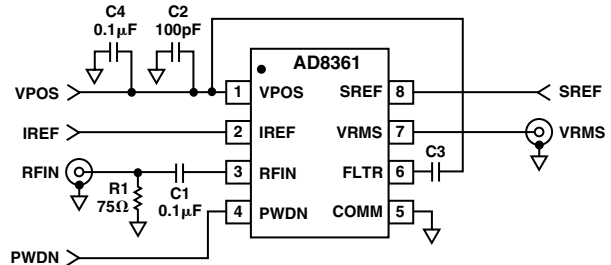 C4
0.1μF
C2
100pF
AD8361
VPOS
1
VPOS
SREF
8
SREF
IREF
2
IREF
VRMS
7
VRMS
RFIN
R1
75Ω
C1
0.1μF
3
RFIN
FLTR
6
C3
PWDN
4
PWDN
COMM
5